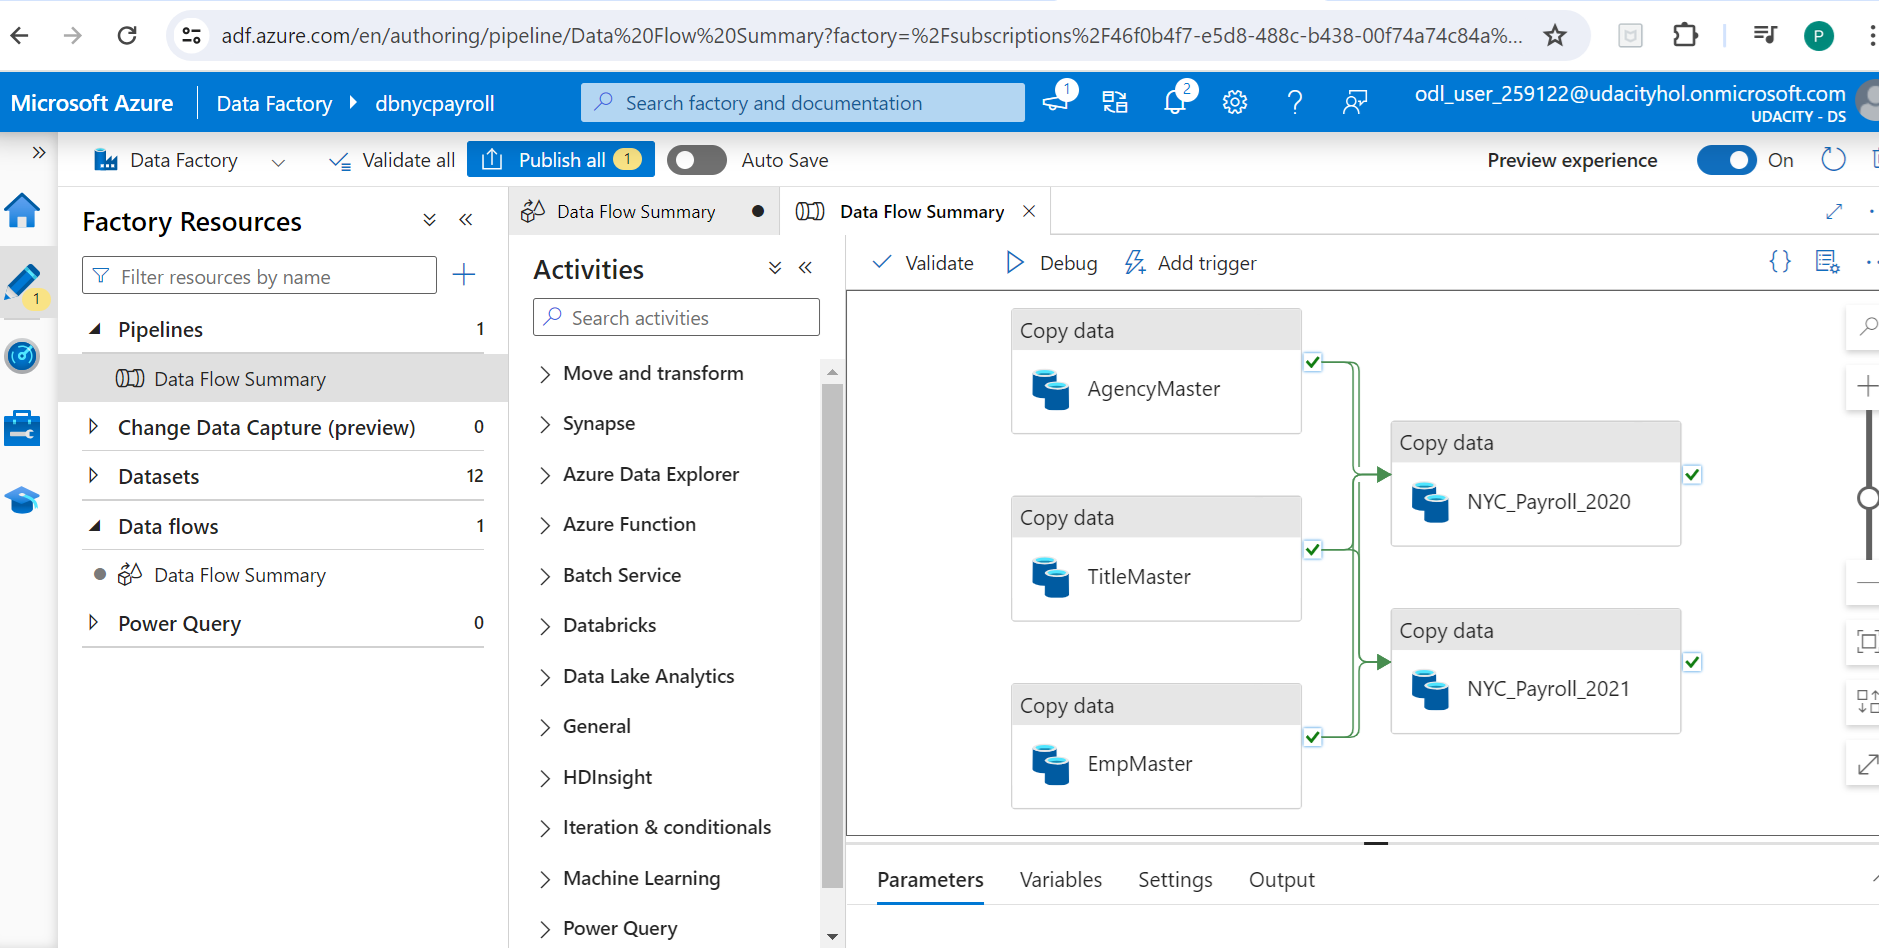 adf.azure.com/en/authoring/pipeline/Data%20Flow%20Summary?factory=%2Fsubscriptions%2F46f0b4f7-e5d8-488c-b438-00f74a74c84a%...
P
Microsoft Azure
Data Factory
dbnycpayroll
Search factory and documentation
1
2
odl_user_259122@udacityhol.onmicrosoft.com
UDACITY - DS
Data Factory
Validate all
Publish all
1
Auto Save
Preview experience
On
1
Factory Resources
Filter resources by name
Pipelines 1
Data Flow Summary
Change Data Capture (preview) 0
Datasets 12
Data flows 1
Data Flow Summary
Power Query 0
Data Flow Summary
Data Flow Summary
Activities
Search activities
Move and transform
Synapse
Azure Data Explorer
Azure Function
Batch Service
Databricks
Data Lake Analytics
General
HDInsight
Iteration & conditionals
Machine Learning
Power Query
Validate
Debug
Add trigger
{}
Copy data
AgencyMaster
Copy data
TitleMaster
Copy data
EmpMaster
Copy data
NYC_Payroll_2020
Copy data
NYC_Payroll_2021
Parameters
Variables
Settings
Output